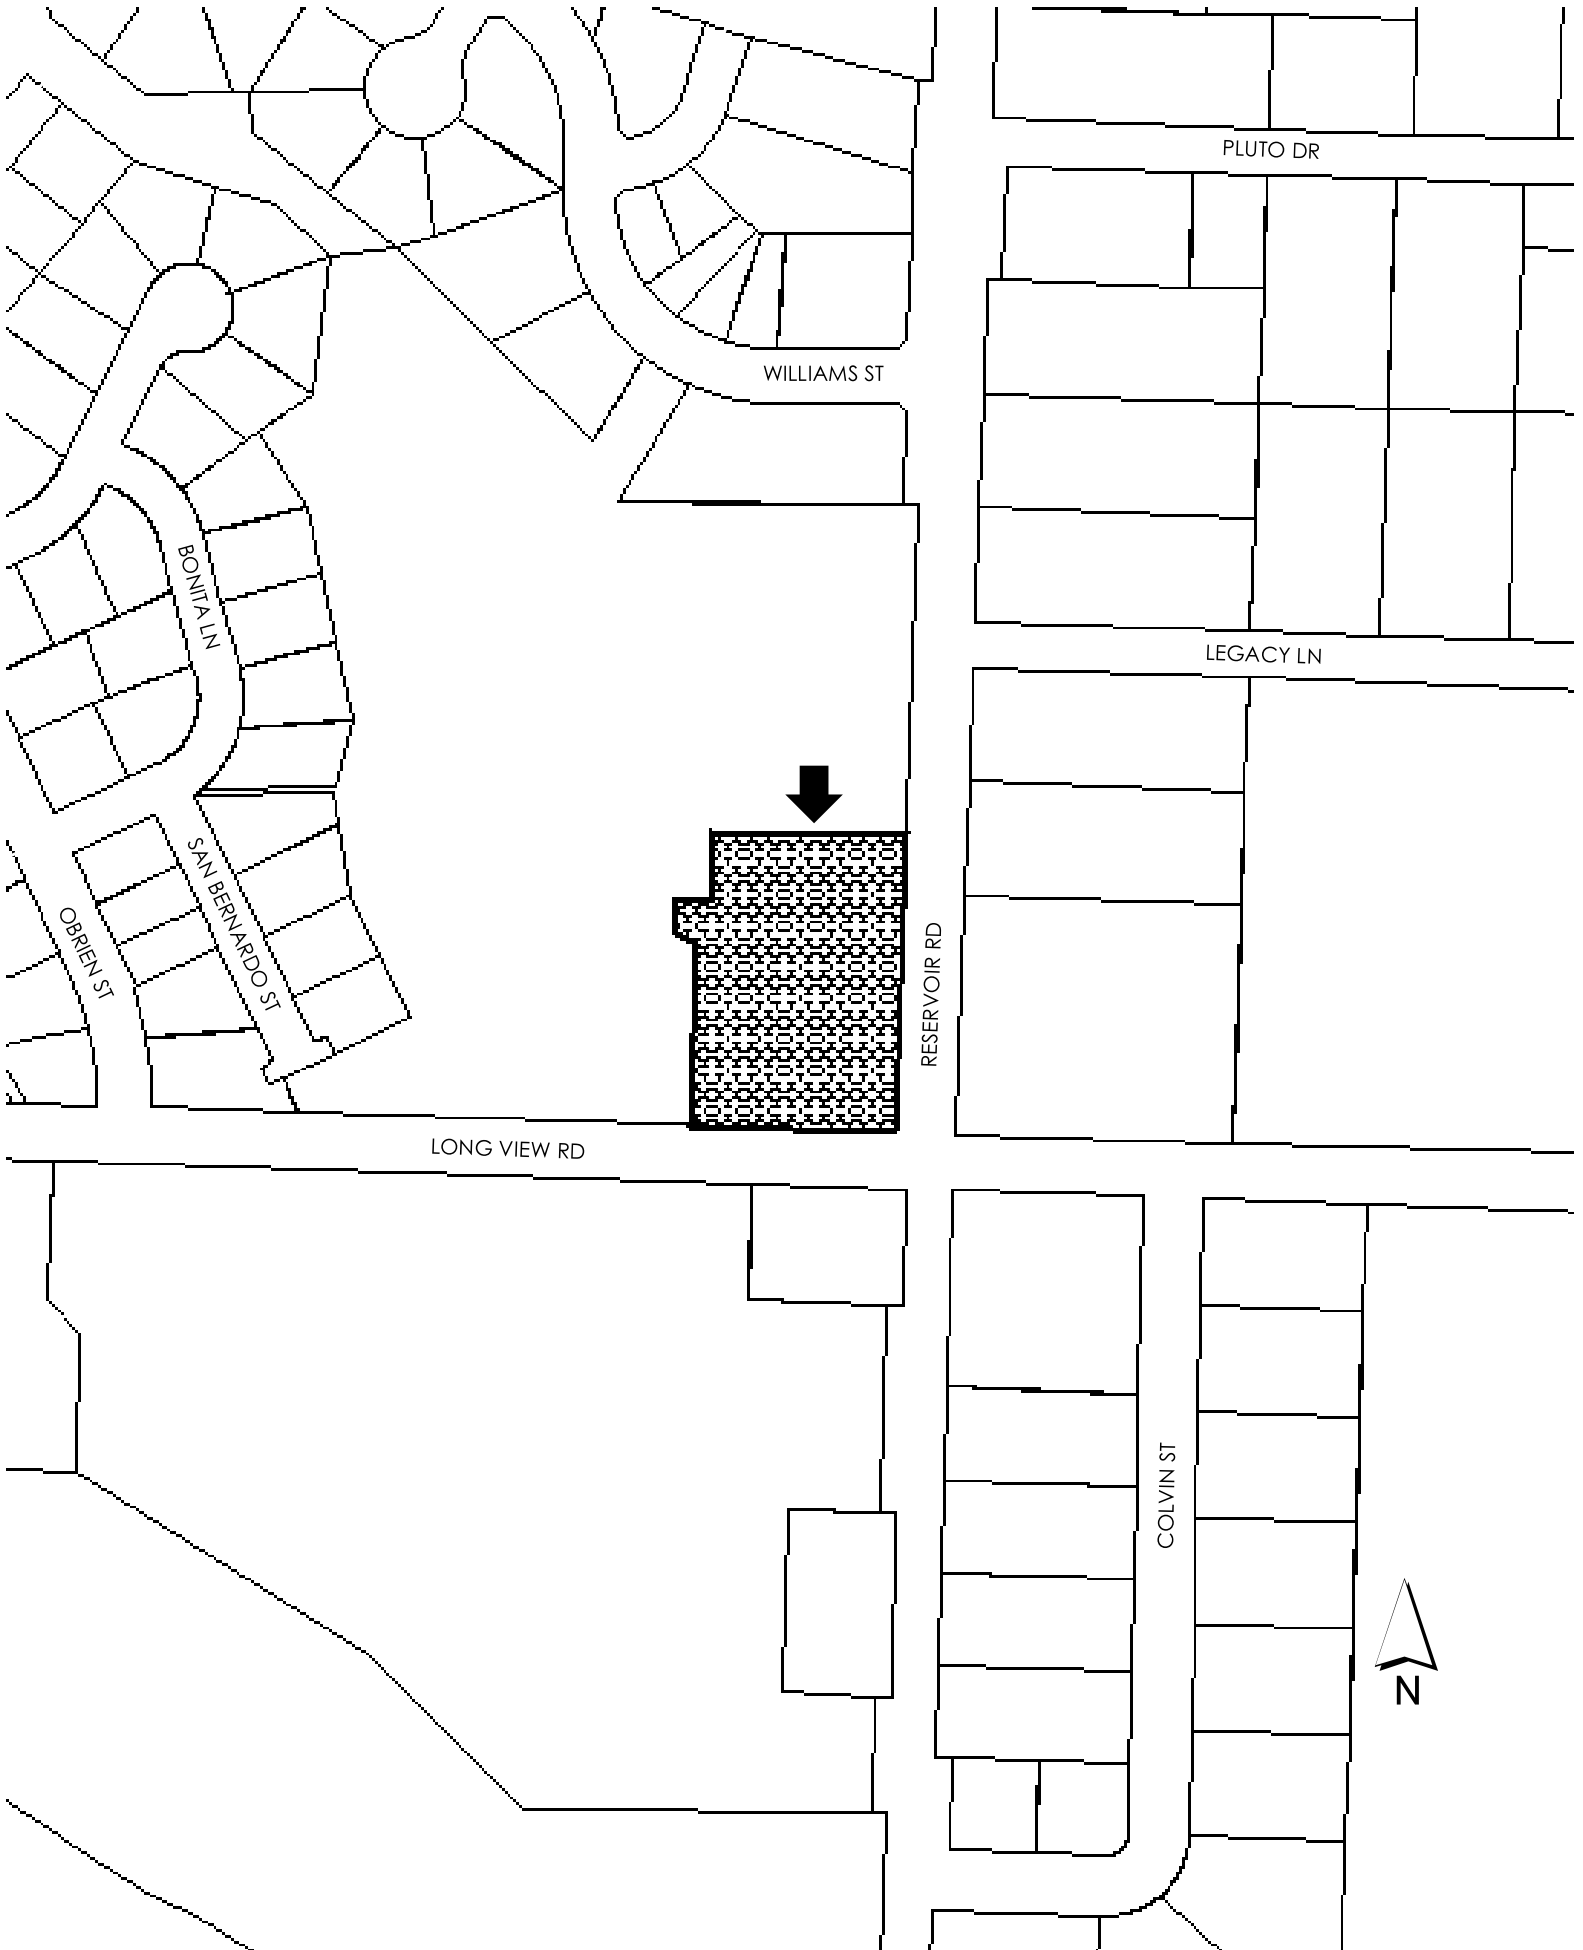 PLUTO DR
WILLIAMS ST
BONITA LN
LEGACY LN
SAN BERNARDO ST
OBRIEN ST
RESERVOIR RD
LONG VIEW RD
COLVIN ST
N